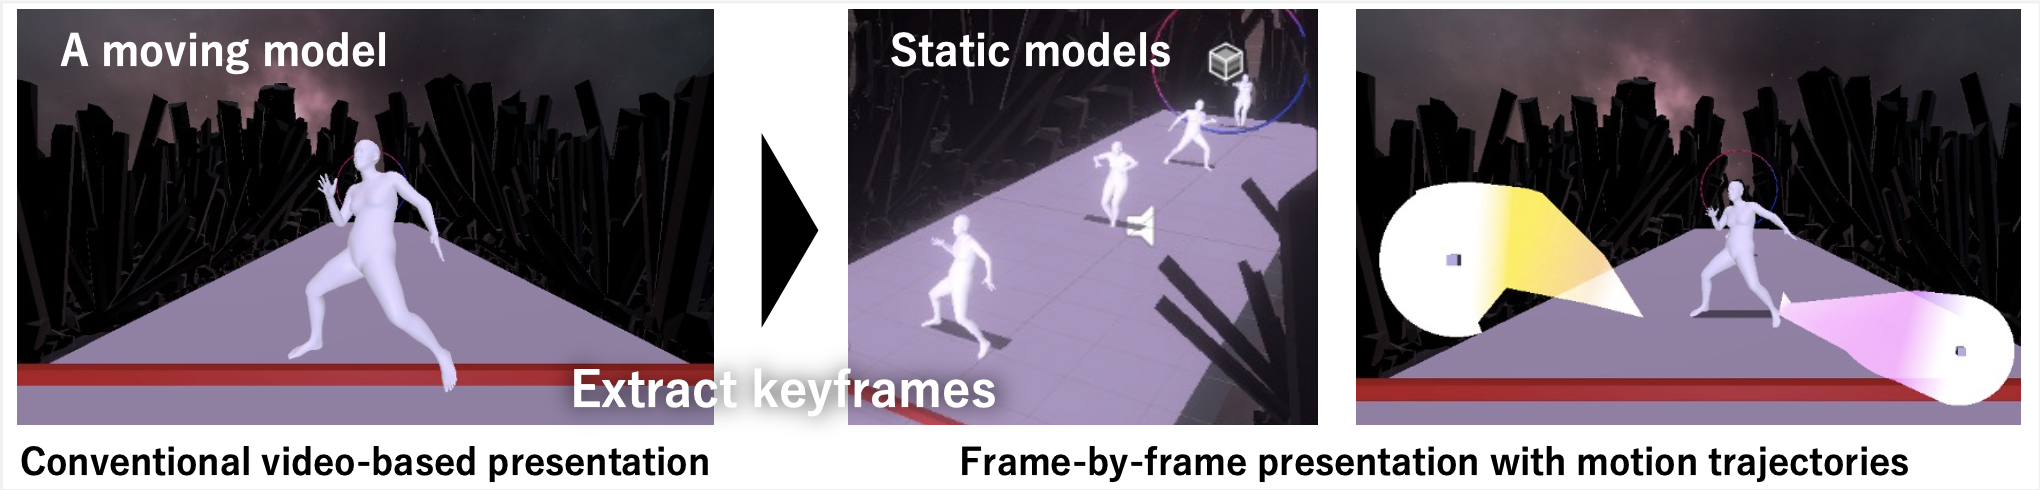 A moving model
Static models
Extract keyframes
Conventional video-based presentation
Frame-by-frame presentation with motion trajectories